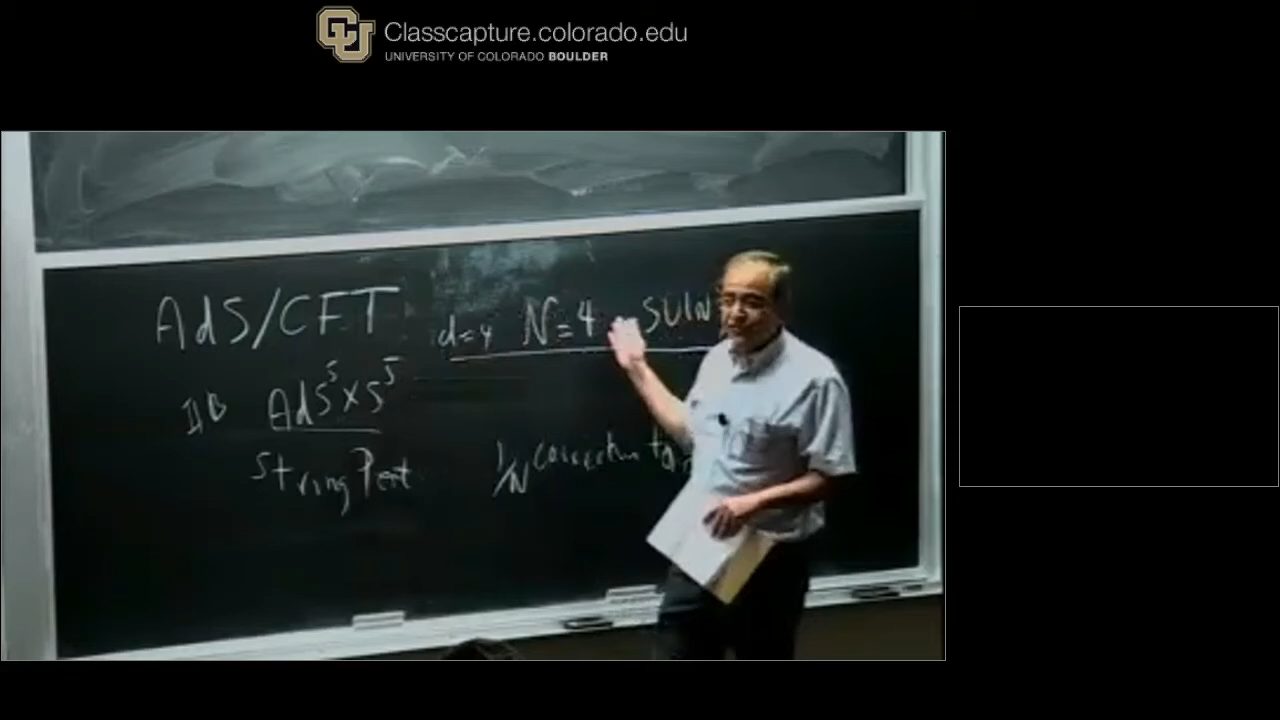 CU Classcapture.colorado.edu
UNIVERSITY OF COLORADO BOULDER
AdS/CFT d=4 N=4 SU(N
IIB AdS⁵×S⁵
String Pert
1/N correction